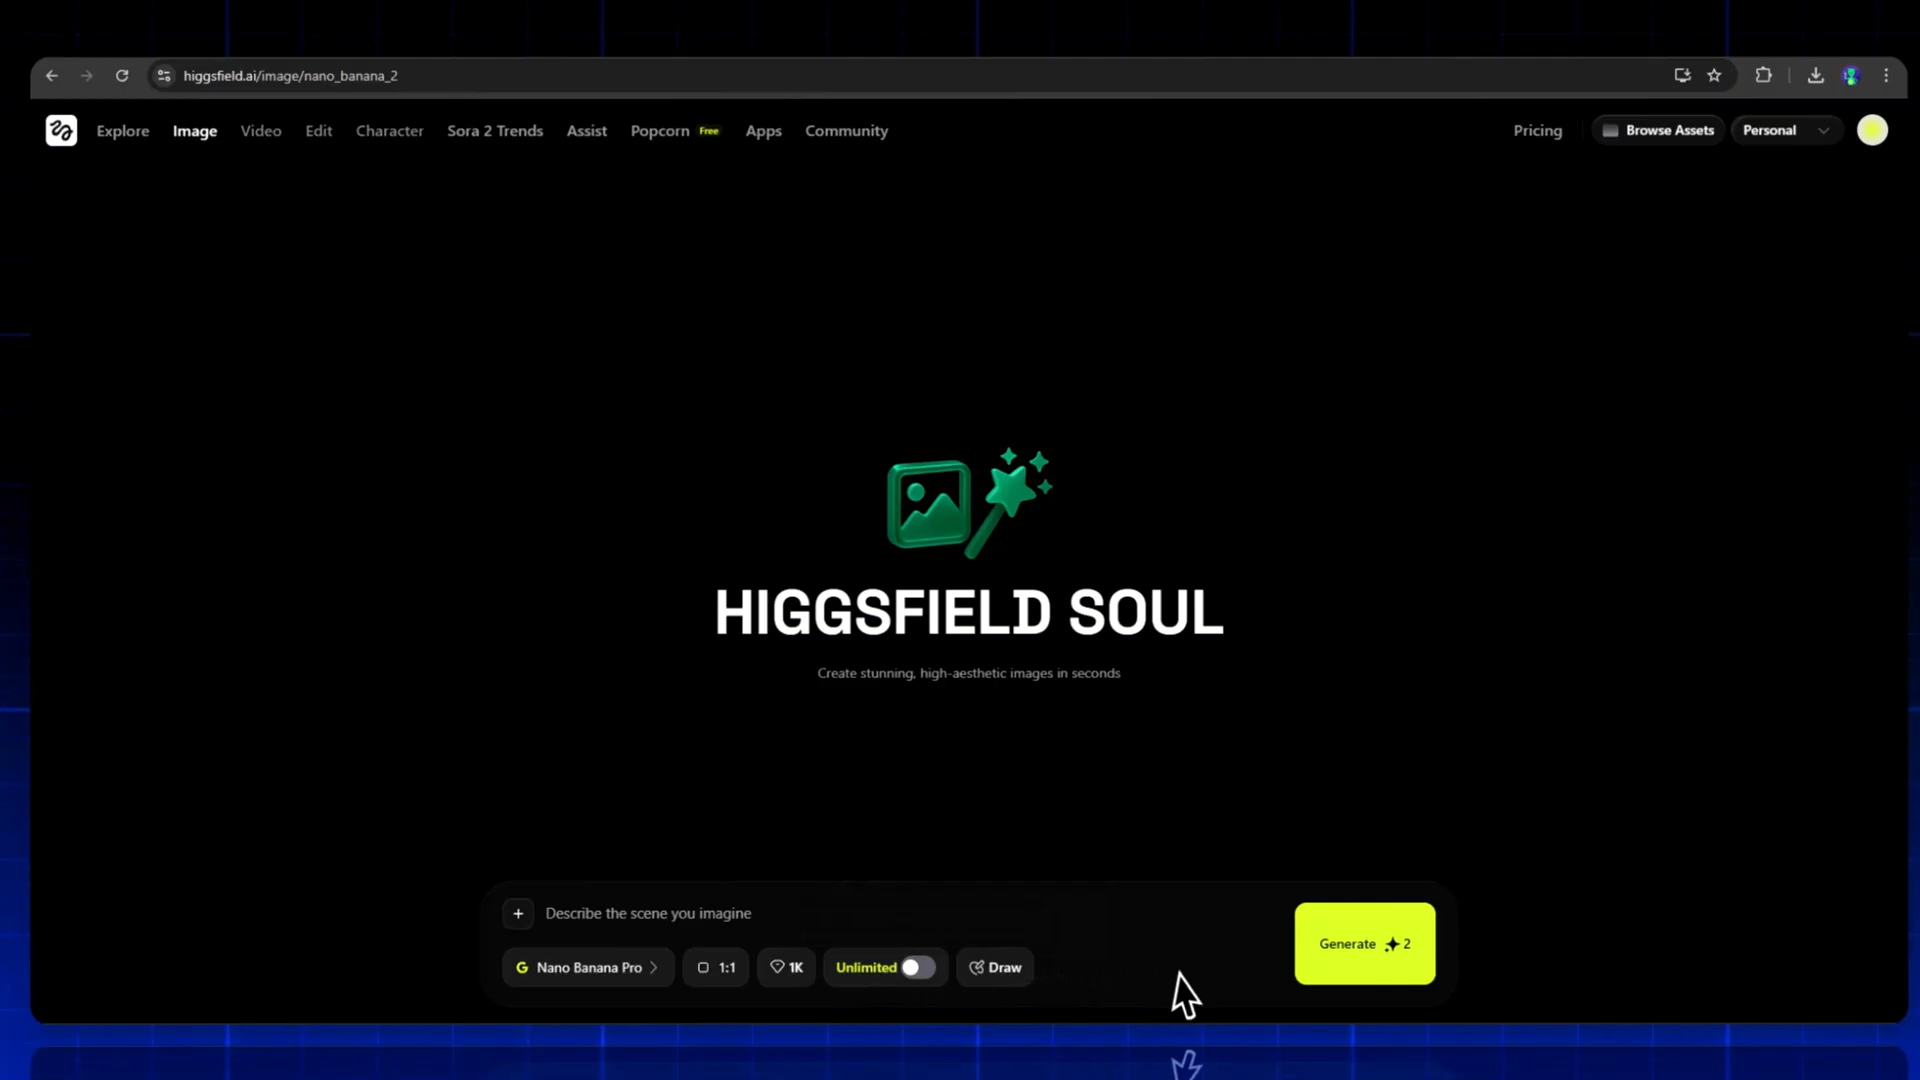 higgsfield.ai/image/nano_banana_2
Explore Image Video Edit Character Sora 2 Trends Assist Popcorn Free Apps Community Pricing Browse Assets Personal
HIGGSFIELD SOUL
Create stunning, high-aesthetic images in seconds
+ Describe the scene you imagine
Generate 2
G Nano Banana Pro 1:1 1K Unlimited Draw